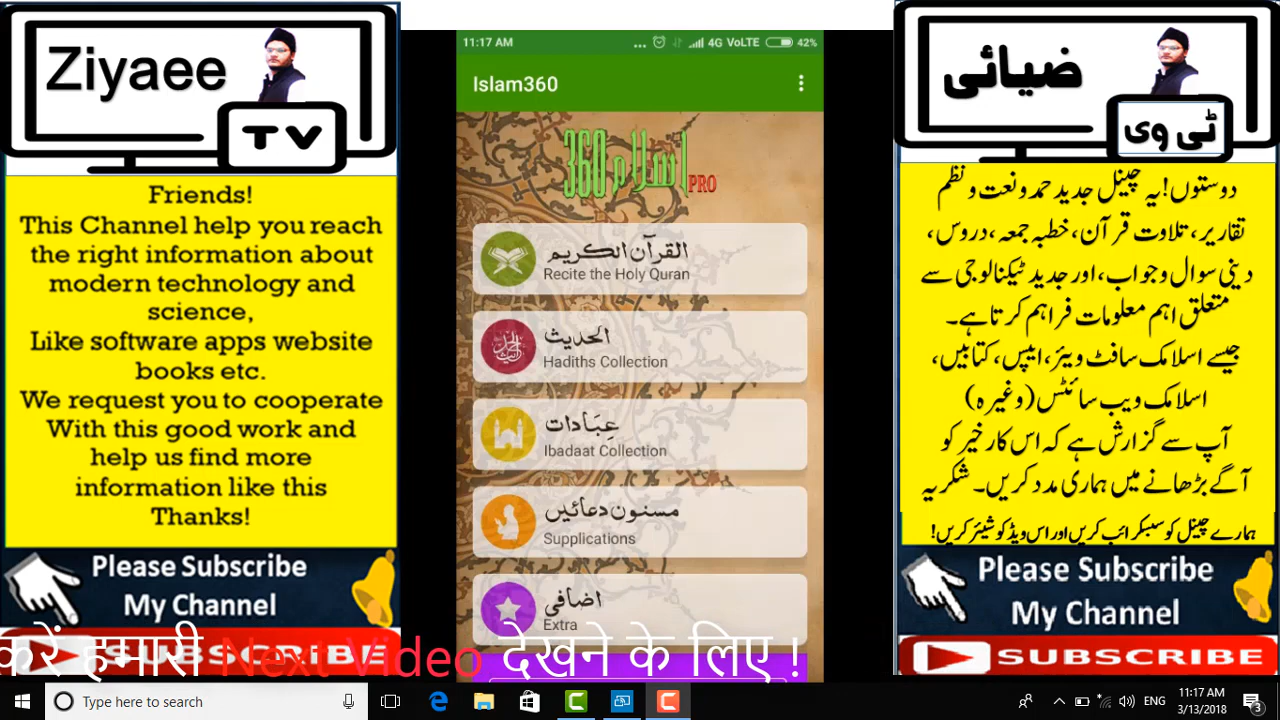 Ziyaee
TV
Friends!
This Channel help you reach
the right information about
modern technology and
science,
Like software apps website
books etc.
We request you to cooperate
With this good work and
help us find more
information like this
Thanks!
Please Subscribe
My Channel
SUBSCRIBE
11:17 AM
4G VoLTE
42%
Islam360
اسلام 360
PRO
القرآن الكريم
Recite the Holy Quran
الحديث
Hadiths Collection
عِبَادات
Ibadaat Collection
مسنون دعائیں
Supplications
اضافی
Extra
करें हमारी Next Video देखने के लिए !
ضیائی
ٹی وی
دوستوں! یہ چینل جدید حمد و نعت و نظم
تقاریر، تلاوت قرآن، خطبہ جمعہ، دروس،
دینی سوال و جواب، اور جدید ٹیکنالوجی سے
متعلق اہم معلومات فراہم کرتا ہے۔
جیسے اسلامک سافٹ ویئر، ایپس، کتابیں،
اسلامک ویب سائٹس (وغیرہ)
آپ سے گزارش ہے کہ اس کار خیر کو
آگے بڑھانے میں ہماری مدد کریں۔ شکریہ
ہمارے چینل کو سبسکرائب کریں اور اس ویڈیو کو شیئر کریں!
Please Subscribe
My Channel
SUBSCRIBE
Type here to search
ENG
11:17 AM
3/13/2018
3